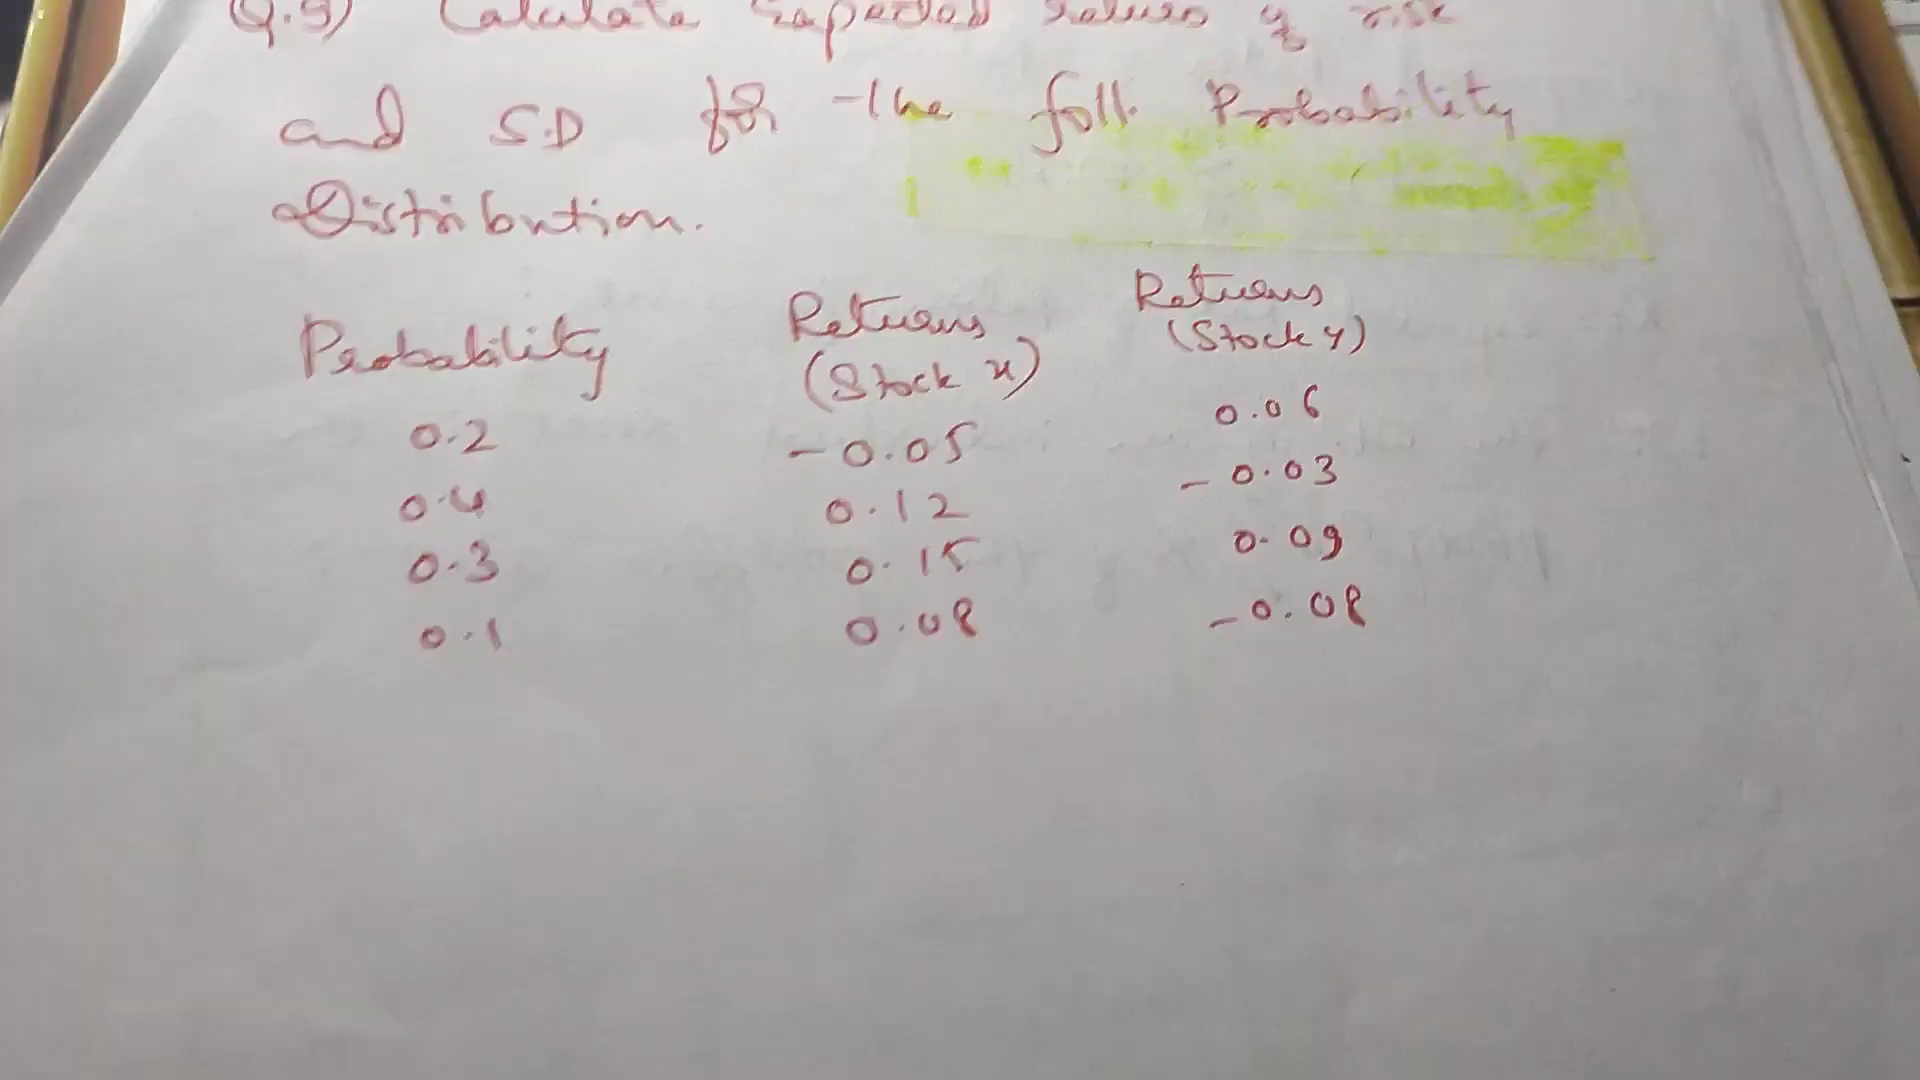 Q.9) Calculate Expected Return & risk
and S.D for the foll. Probability
Distribution.
Probability Returns (Stock x) Returns (Stock y)
0.2 -0.05 0.06
0.4 0.12 -0.03
0.3 0.15 0.09
0.1 0.08 -0.08